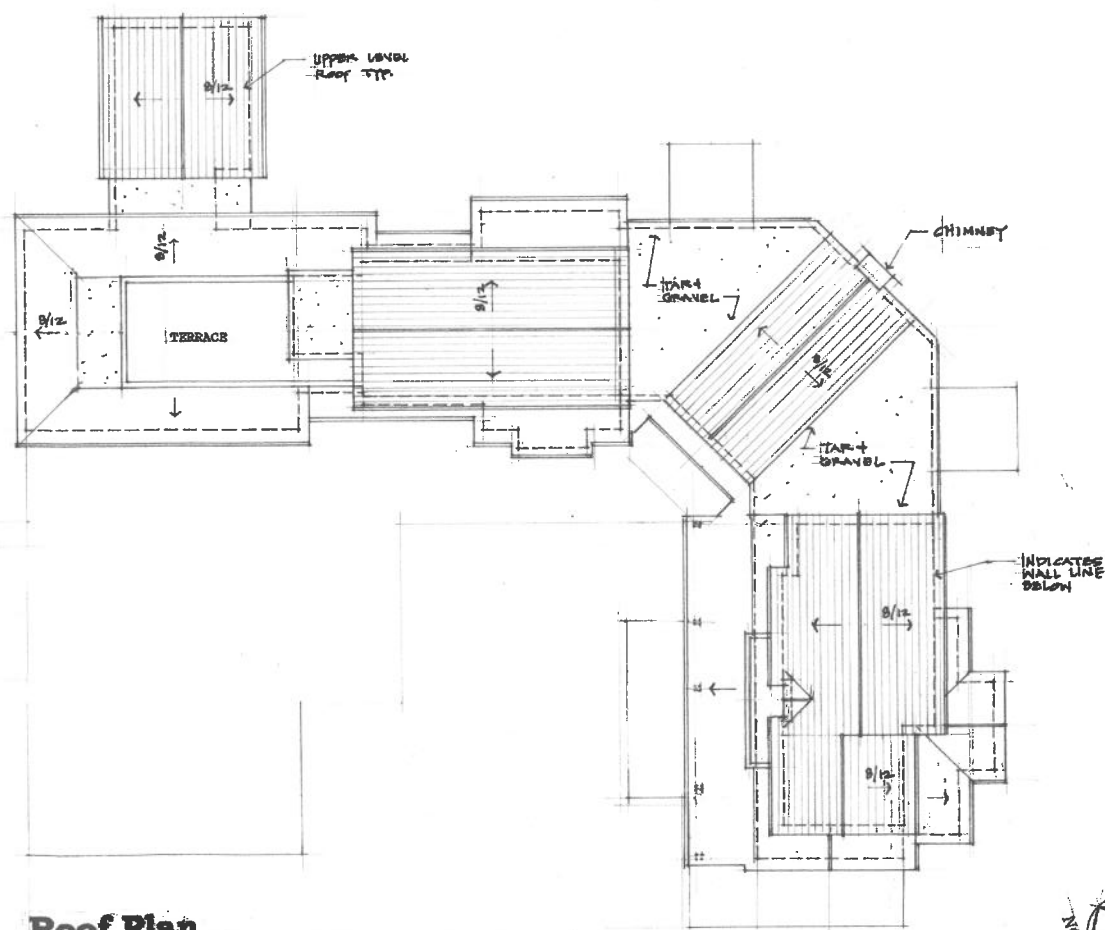 UPPER LEVEL
ROOF TYP.
8/12
8/12
CHIMNEY
TAR +
GRAVEL
8/12
8/12
TERRACE
8/12
TAR +
GRAVEL
INDICATES
WALL LINE
BELOW
8/12
8/12
Roof Plan